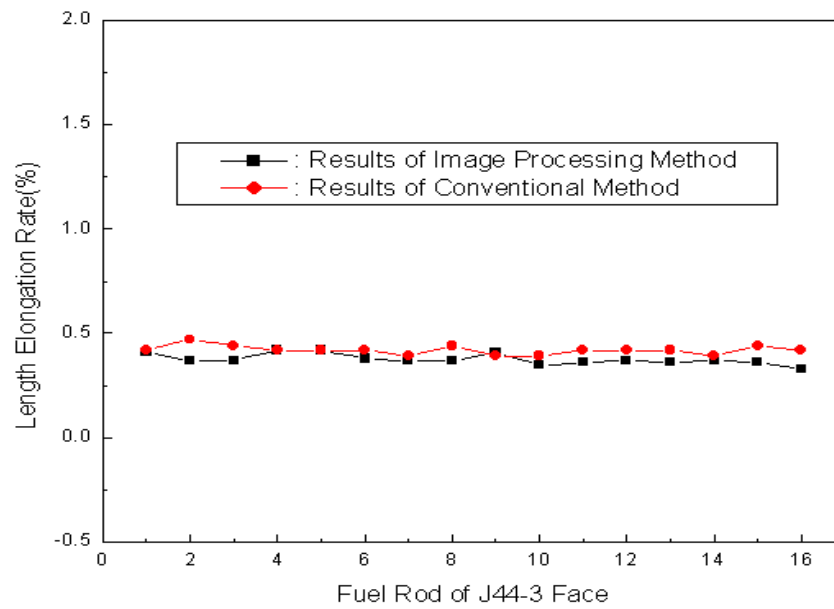 2.0
1.5
1.0
0.5
0.0
-0.5
Length Elongation Rate(%)
: Results of Image Processing Method
: Results of Conventional Method
0 2 4 6 8 10 12 14 16
Fuel Rod of J44-3 Face